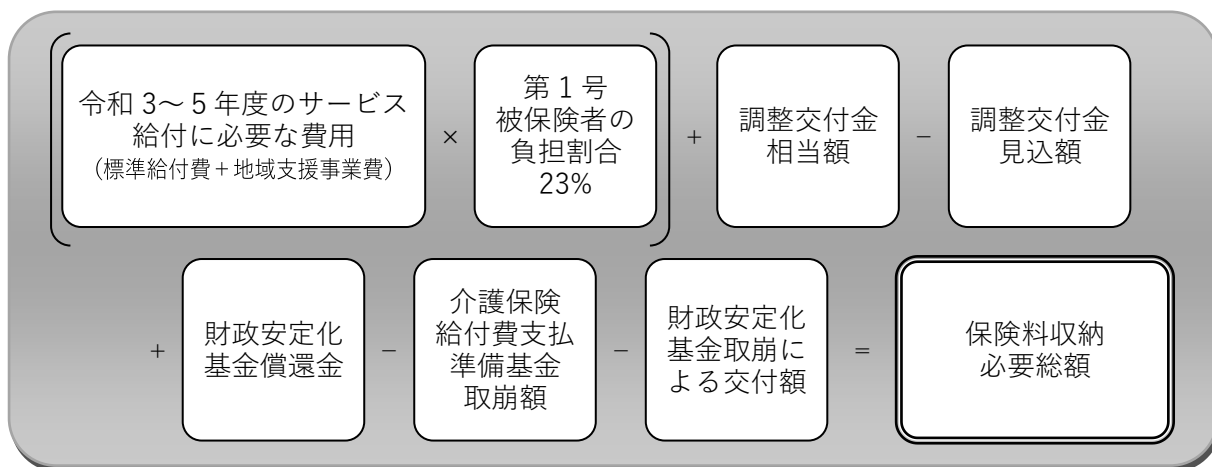 令和 3～5 年度のサービス
給付に必要な費用
（標準給付費＋地域支援事業費）
×
第 1 号
被保険者の
負担割合
23%
＋
調整交付金
相当額
－
調整交付金
見込額
＋
財政安定化
基金償還金
－
介護保険
給付費支払
準備基金
取崩額
－
財政安定化
基金取崩に
よる交付額
＝
保険料収納
必要総額